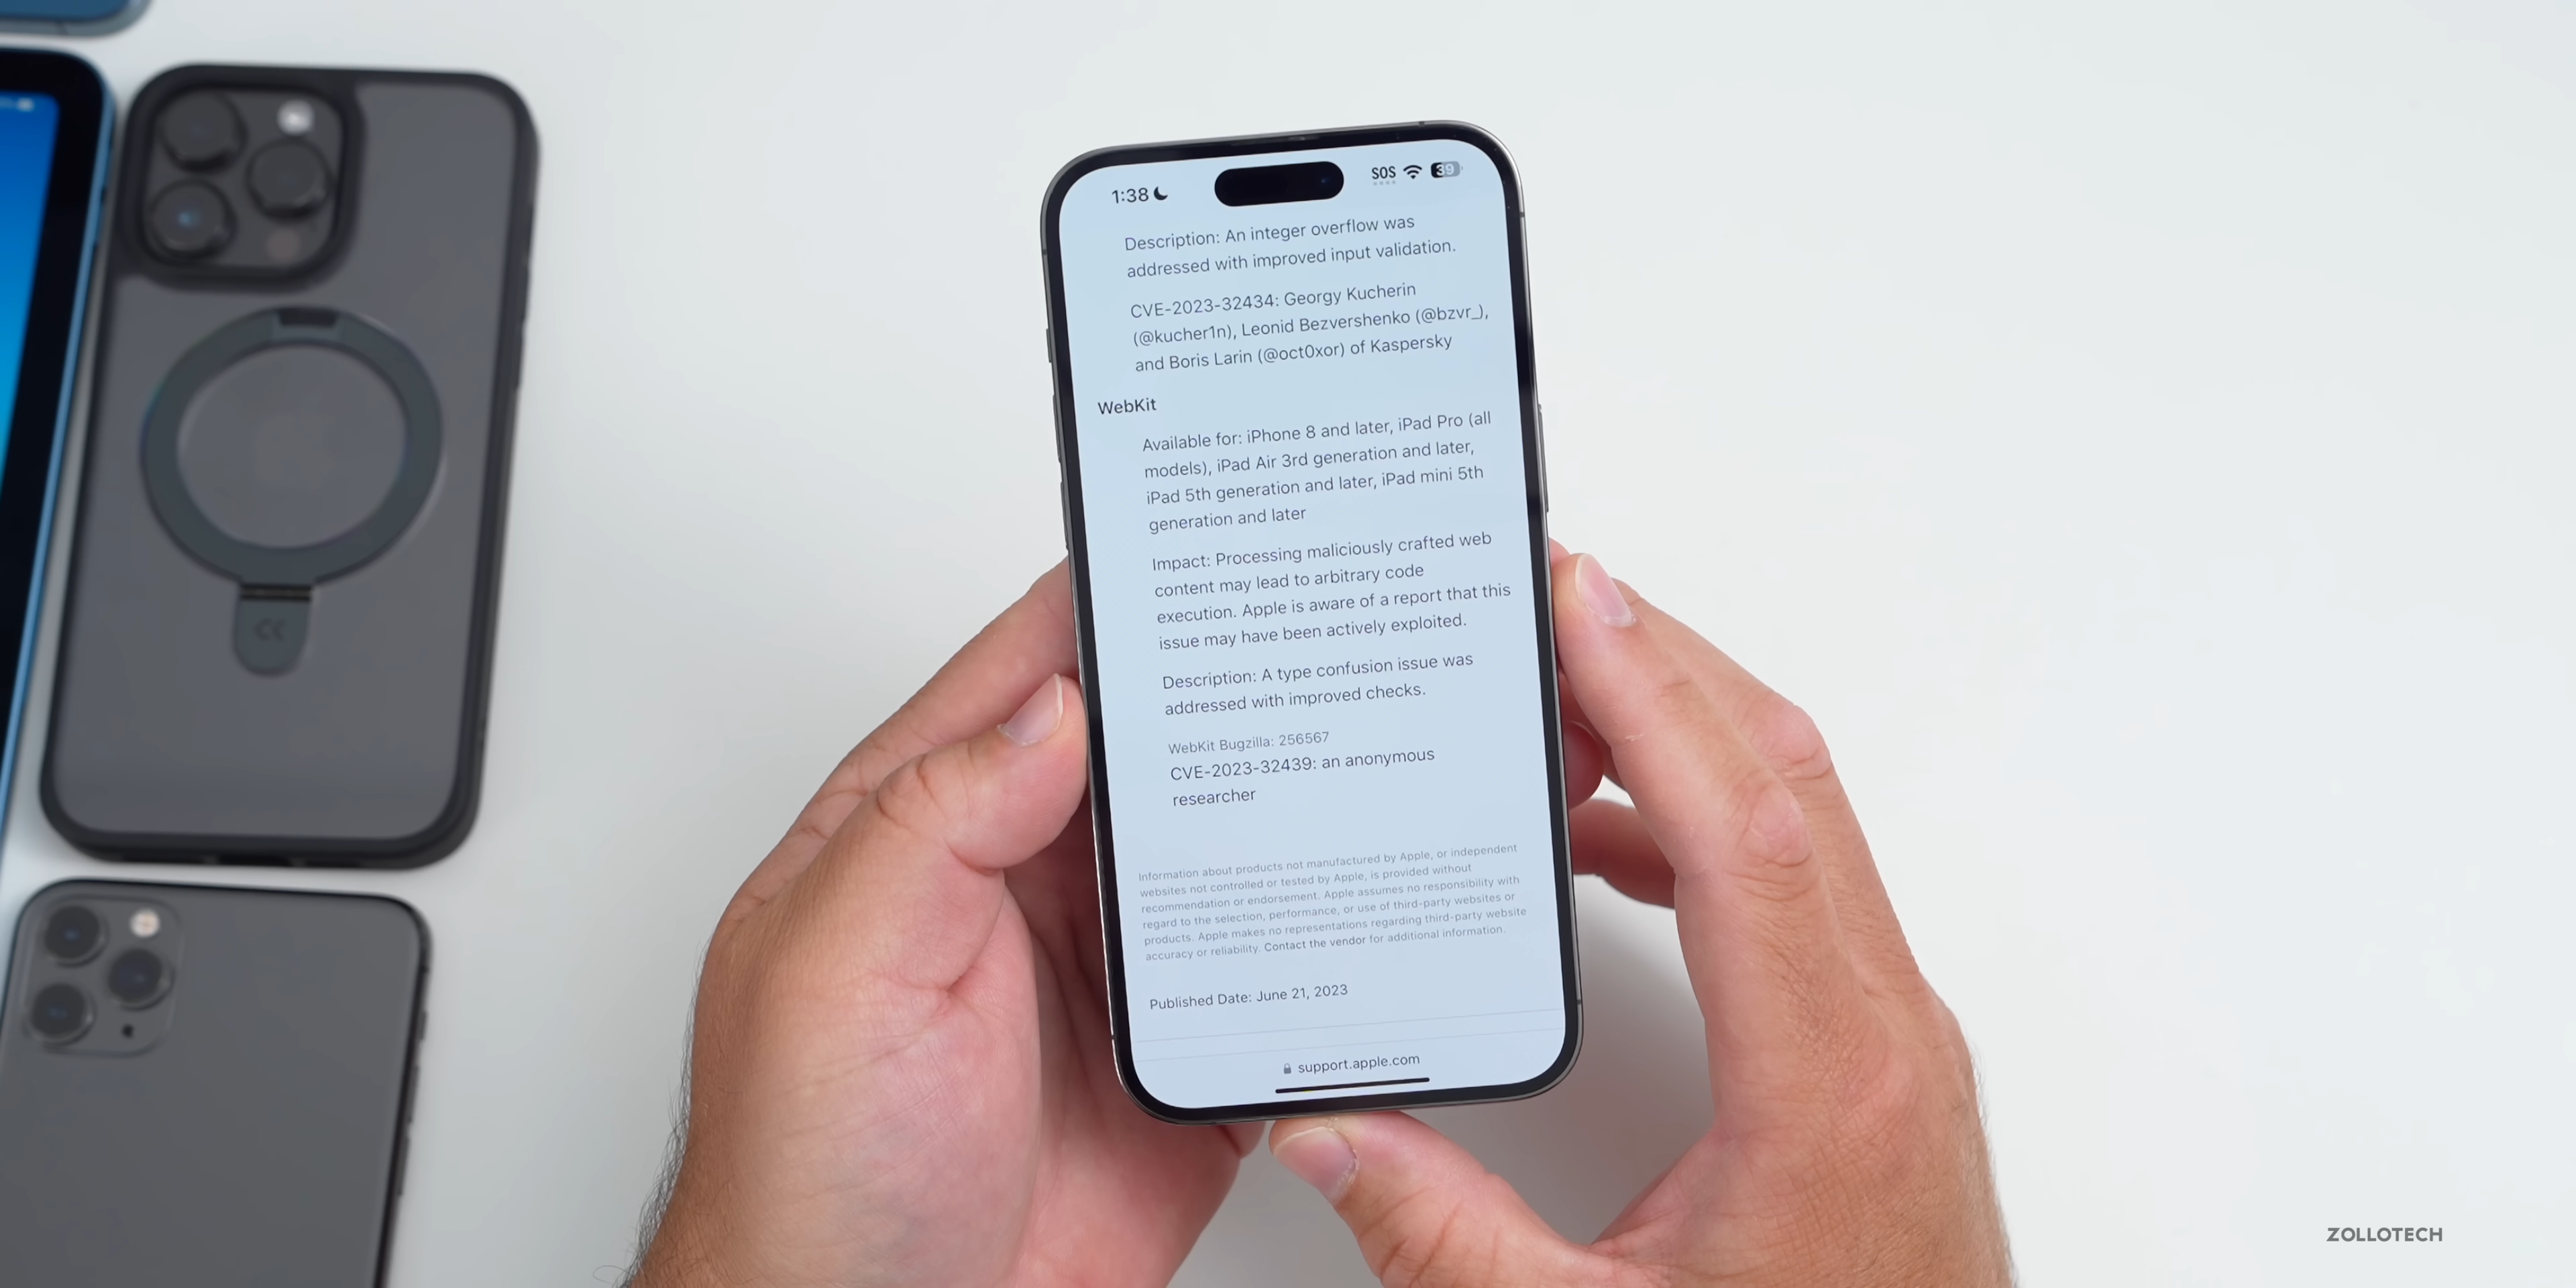 1:38
SOS
39
Description: An integer overflow was
addressed with improved input validation.
CVE-2023-32434: Georgy Kucherin
(@kucher1n), Leonid Bezvershenko (@bzvr_),
and Boris Larin (@oct0xor) of Kaspersky
WebKit
Available for: iPhone 8 and later, iPad Pro (all
models), iPad Air 3rd generation and later,
iPad 5th generation and later, iPad mini 5th
generation and later
Impact: Processing maliciously crafted web
content may lead to arbitrary code
execution. Apple is aware of a report that this
issue may have been actively exploited.
Description: A type confusion issue was
addressed with improved checks.
WebKit Bugzilla: 256567
CVE-2023-32439: an anonymous
researcher
Information about products not manufactured by Apple, or independent
websites not controlled or tested by Apple, is provided without
recommendation or endorsement. Apple assumes no responsibility with
regard to the selection, performance, or use of third-party websites or
products. Apple makes no representations regarding third-party website
accuracy or reliability. Contact the vendor for additional information.
Published Date: June 21, 2023
support.apple.com
ZOLLOTECH